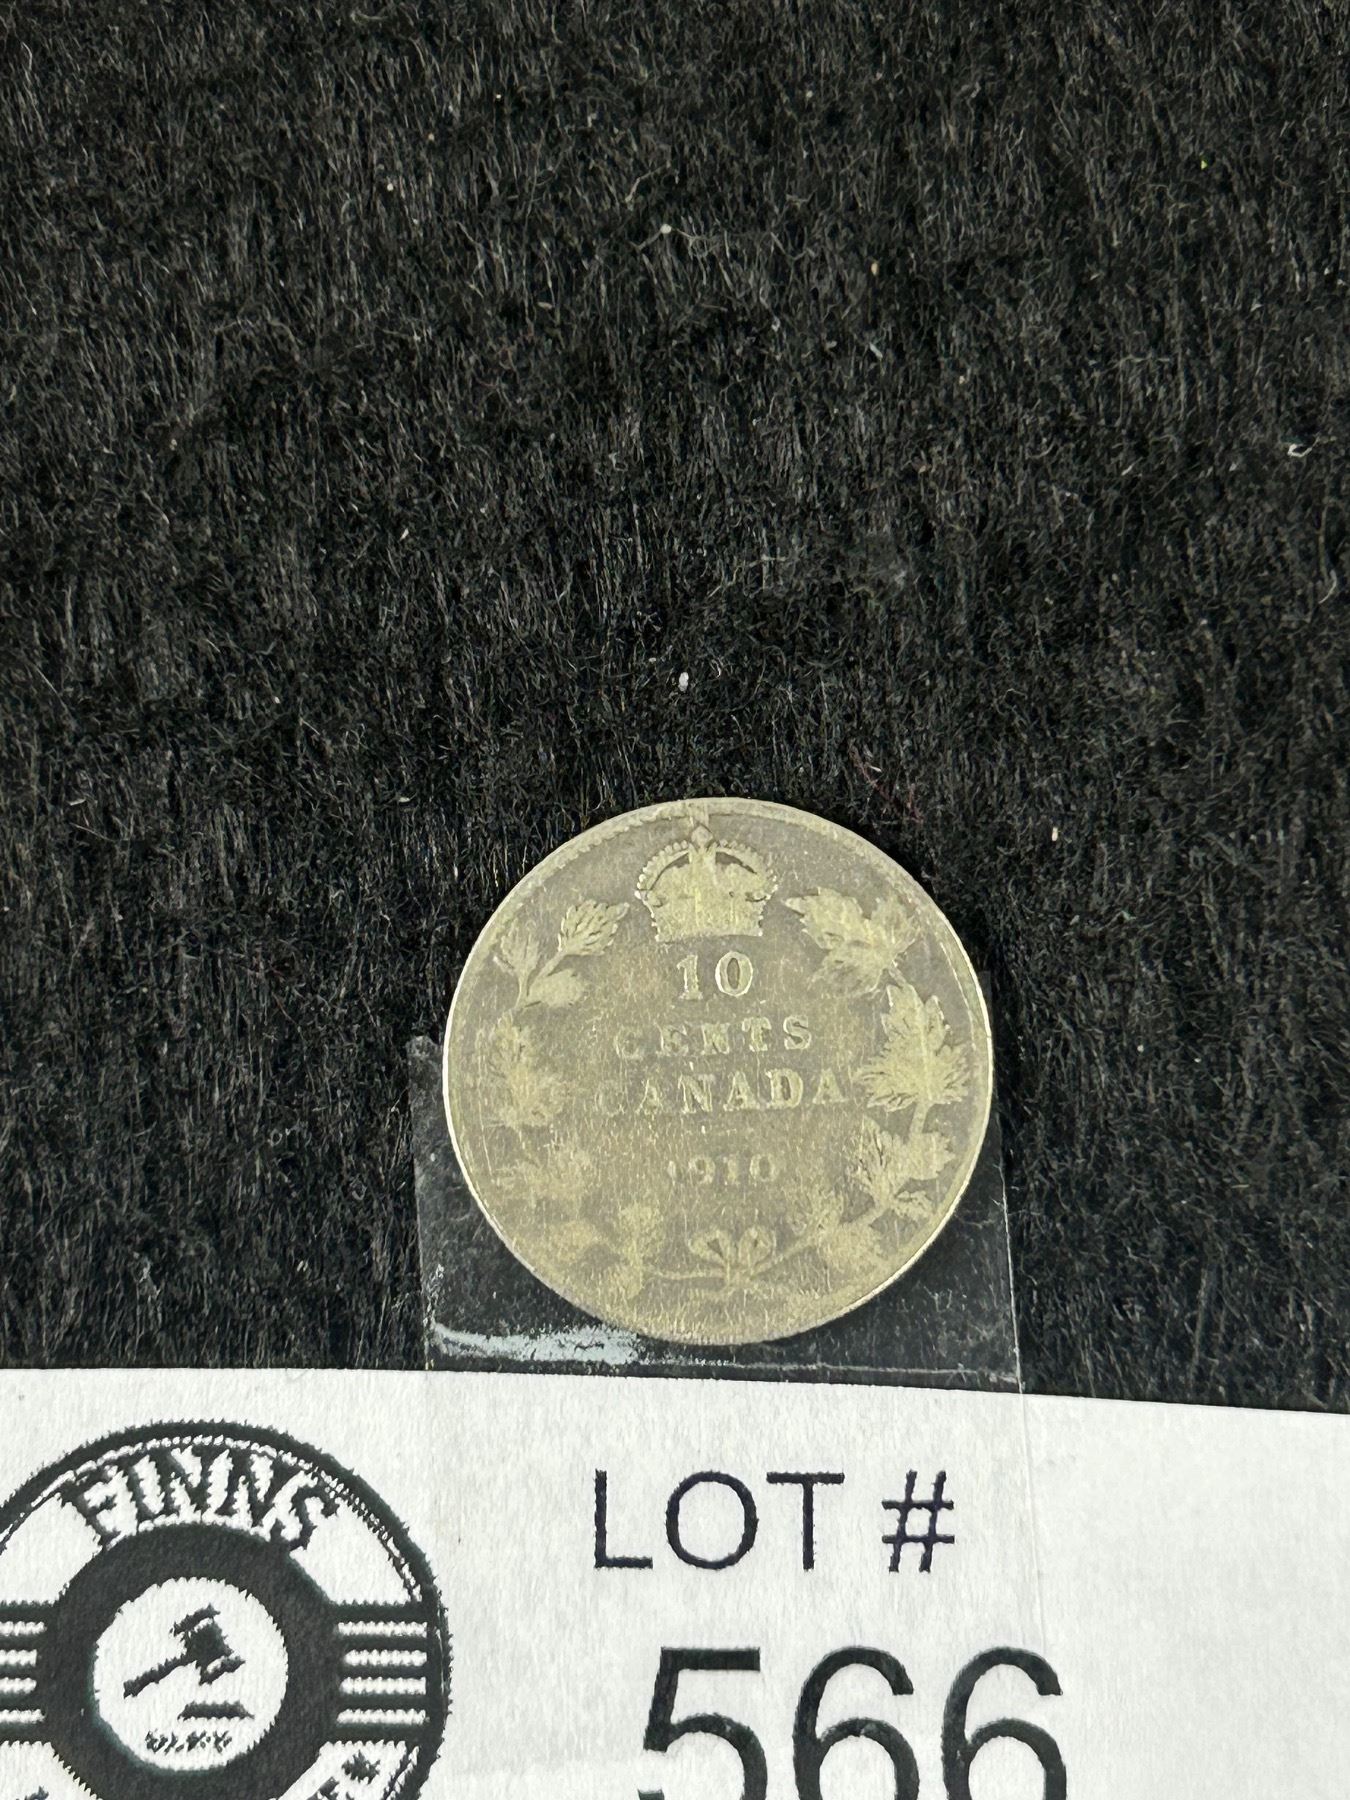 10
CENTS
CANADA
1910
FINNS
LOT #
566